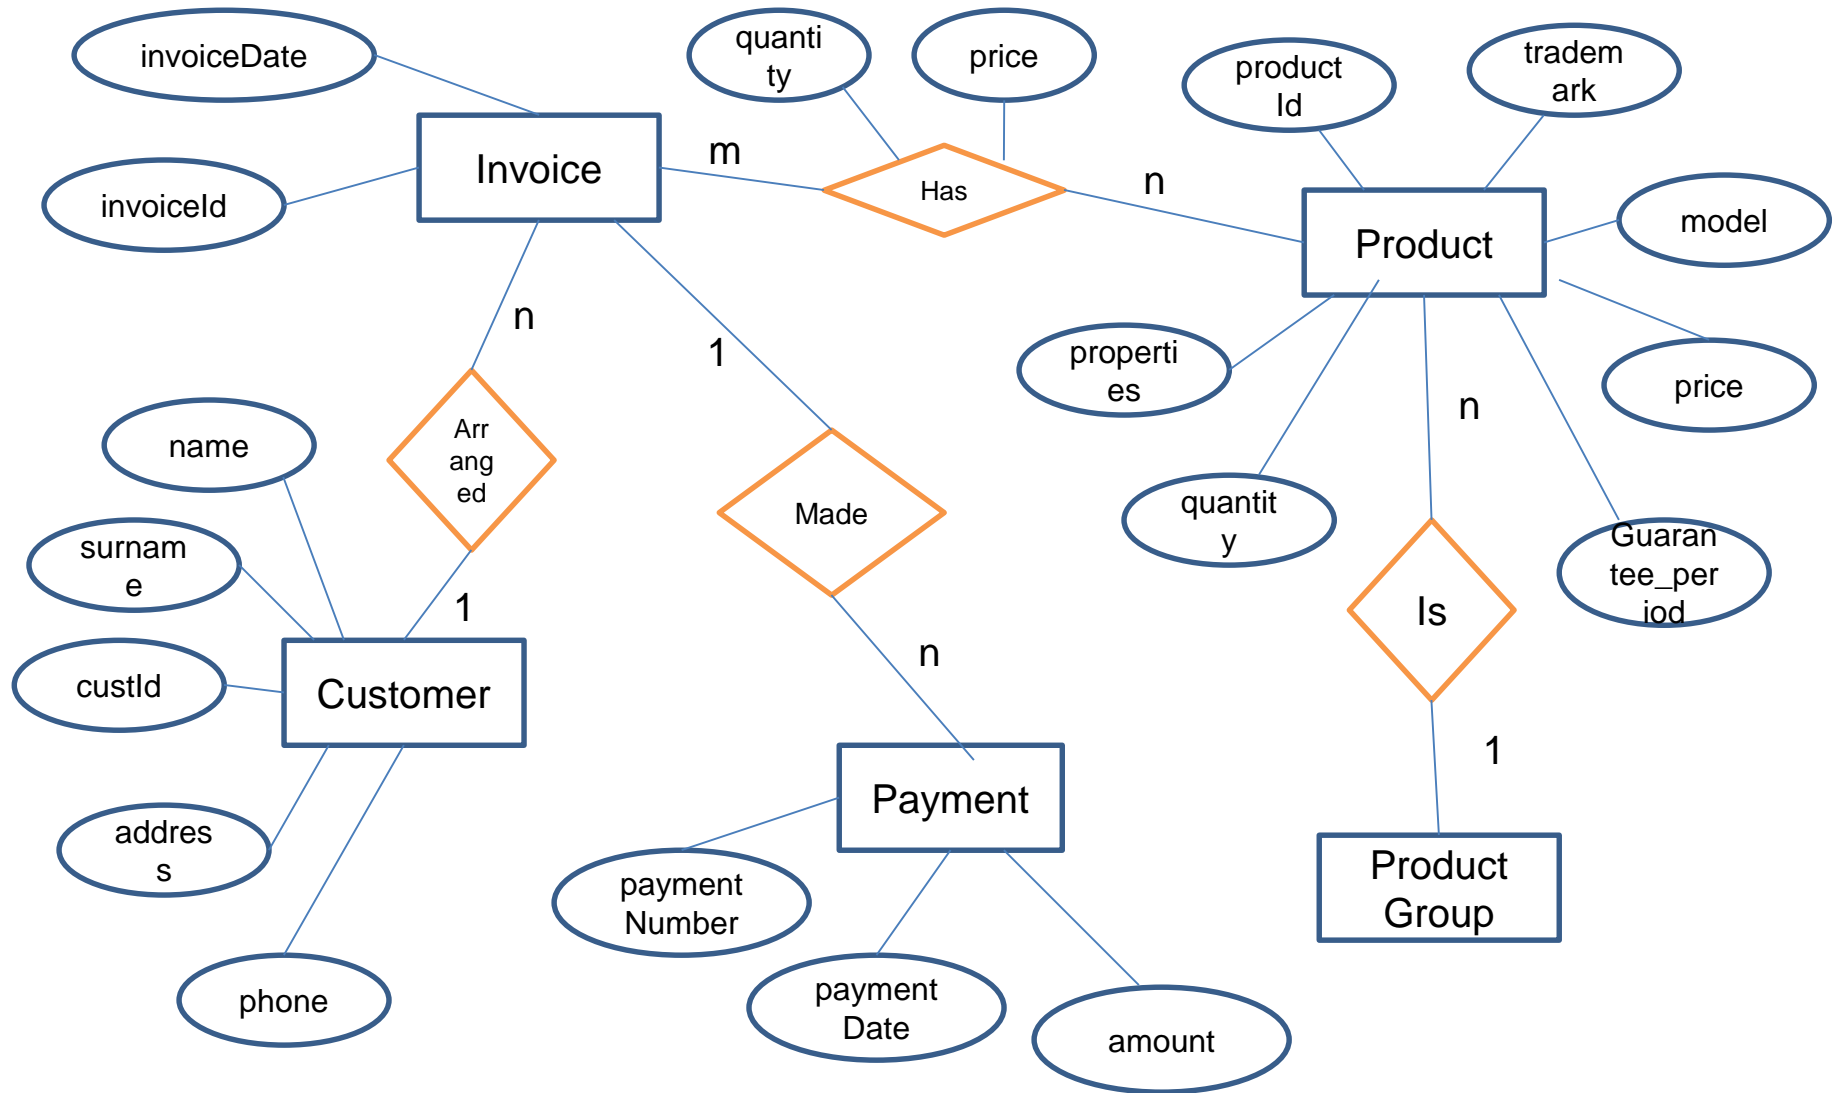 invoiceDate
quanti
ty
price
product
Id
tradem
ark
Invoice
m
Has
n
invoiceId
Product
model
n
1
properti
es
price
n
name
Arr
ang
ed
Made
quantit
y
Guaran
tee_per
iod
surnam
e
Is
1
n
custId
Customer
1
Payment
addres
s
payment
Number
Product
Group
phone
payment
Date
amount